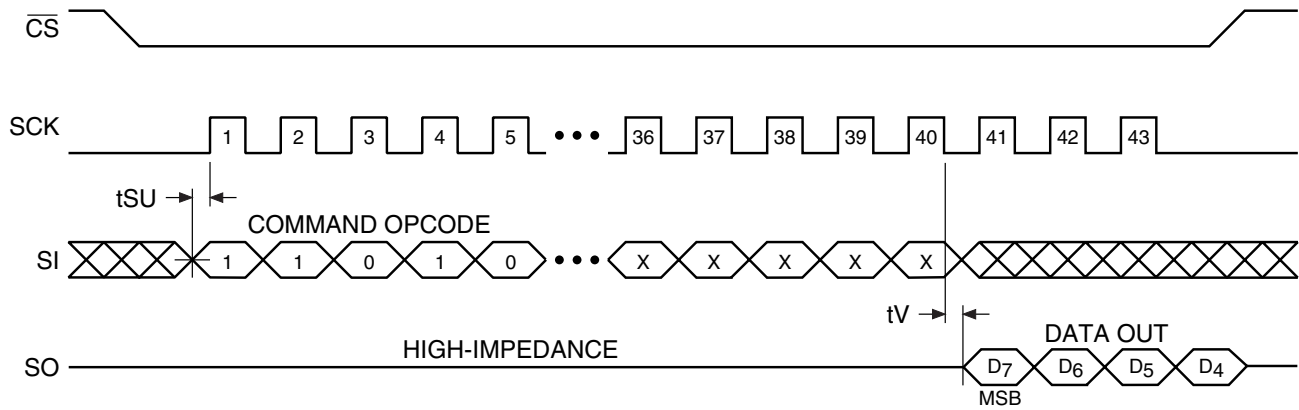 CS
SCK 1 2 3 4 5 ••• 36 37 38 39 40 41 42 43
tSU
COMMAND OPCODE
SI 1 1 0 1 0 ••• X X X X X
tV
HIGH-IMPEDANCE DATA OUT
SO D7 D6 D5 D4
MSB